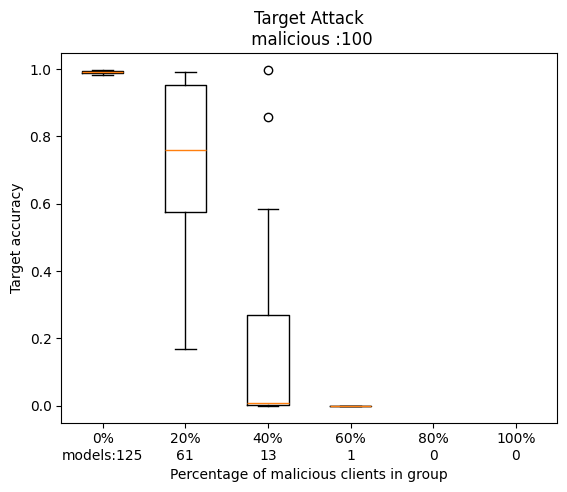 Target Attack
malicious :100
Target accuracy
1.0
0.8
0.6
0.4
0.2
0.0
0% 20% 40% 60% 80% 100%
models:125 61 13 1 0 0
Percentage of malicious clients in group